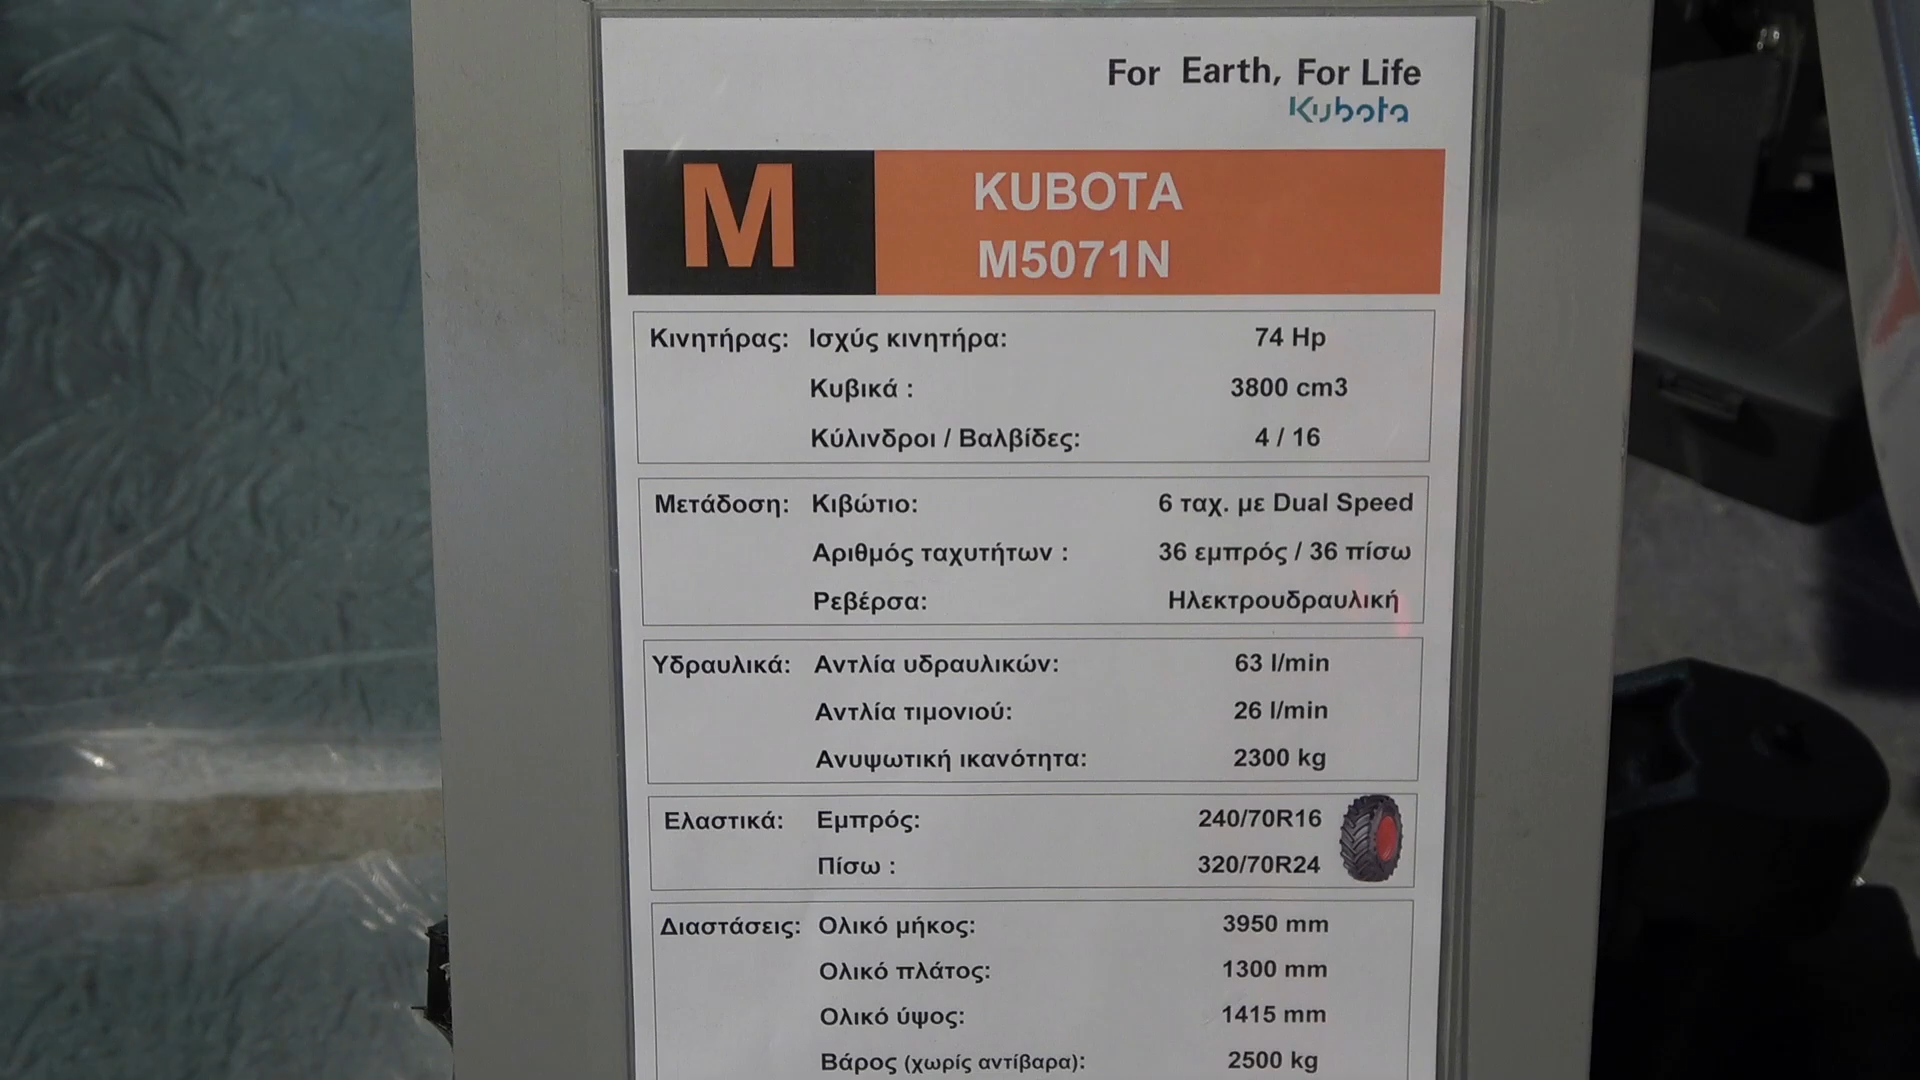 For Earth, For Life
Kubota
M
KUBOTA
M5071N
Κινητήρας: Ισχύς κινητήρα: 74 Hp
Κυβικά : 3800 cm3
Κύλινδροι / Βαλβίδες: 4 / 16
Μετάδοση: Κιβώτιο: 6 ταχ. με Dual Speed
Αριθμός ταχυτήτων : 36 εμπρός / 36 πίσω
Ρεβέρσα: Ηλεκτρουδραυλική
Υδραυλικά: Αντλία υδραυλικών: 63 l/min
Αντλία τιμονιού: 26 l/min
Ανυψωτική ικανότητα: 2300 kg
Ελαστικά: Εμπρός: 240/70R16
Πίσω : 320/70R24
Διαστάσεις: Ολικό μήκος: 3950 mm
Ολικό πλάτος: 1300 mm
Ολικό ύψος: 1415 mm
Βάρος (χωρίς αντίβαρα): 2500 kg